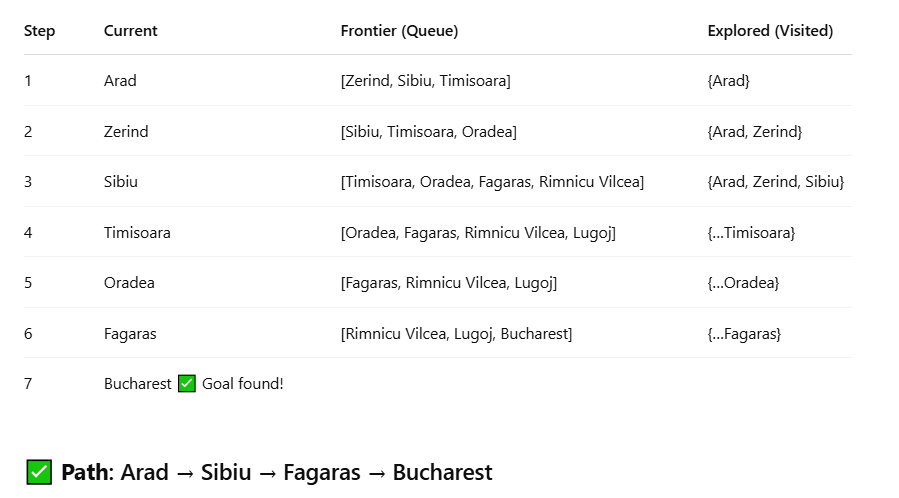 Step Current Frontier (Queue) Explored (Visited)
1 Arad [Zerind, Sibiu, Timisoara] {Arad}
2 Zerind [Sibiu, Timisoara, Oradea] {Arad, Zerind}
3 Sibiu [Timisoara, Oradea, Fagaras, Rimnicu Vilcea] {Arad, Zerind, Sibiu}
4 Timisoara [Oradea, Fagaras, Rimnicu Vilcea, Lugoj] {...Timisoara}
5 Oradea [Fagaras, Rimnicu Vilcea, Lugoj] {...Oradea}
6 Fagaras [Rimnicu Vilcea, Lugoj, Bucharest] {...Fagaras}
7 Bucharest ✅ Goal found!
✅ Path: Arad → Sibiu → Fagaras → Bucharest